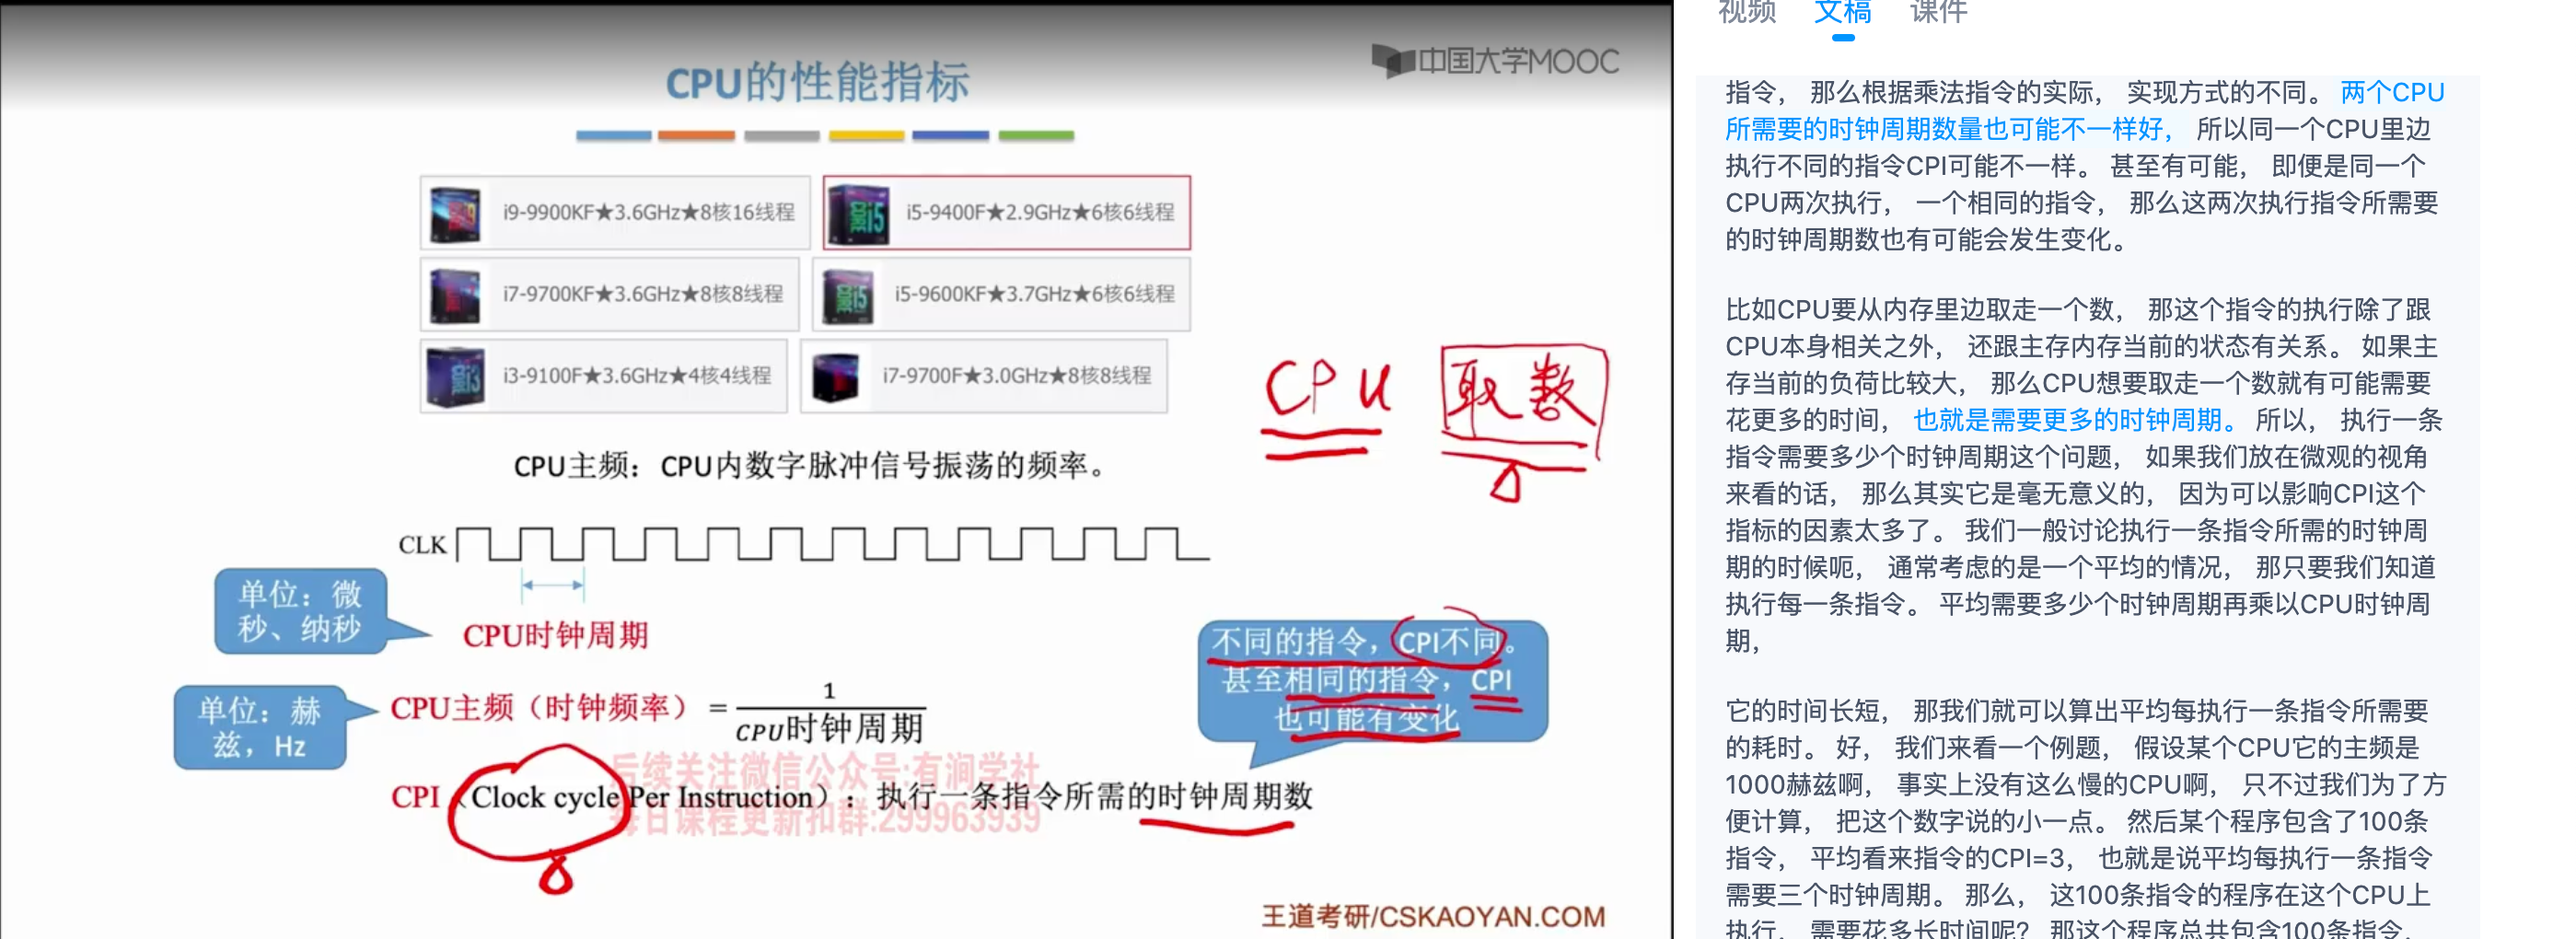 CPU的性能指标
中国大学MOOC
i9-9900KF★3.6GHz★8核16线程
i5-9400F★2.9GHz★6核6线程
i7-9700KF★3.6GHz★8核8线程
i5-9600KF★3.7GHz★6核6线程
i3-9100F★3.6GHz★4核4线程
i7-9700F★3.0GHz★8核8线程
CPU 取数
CPU主频：CPU内数字脉冲信号振荡的频率。
CLK
单位：微
秒、纳秒
CPU时钟周期
单位：赫
兹，Hz
CPU主频（时钟频率）= 1
CPU时钟周期
不同的指令，CPI不同。
甚至相同的指令，CPI
也可能有变化
后续关注微信公众号:有涧学社
CPI（Clock cycle Per Instruction）：执行一条指令所需的时钟周期数
每日课程更新扣群:299963939
王道考研/CSKAOYAN.COM
视频 文稿 课件
指令， 那么根据乘法指令的实际， 实现方式的不同。 两个CPU
所需要的时钟周期数量也可能不一样好， 所以同一个CPU里边
执行不同的指令CPI可能不一样。 甚至有可能， 即便是同一个
CPU两次执行， 一个相同的指令， 那么这两次执行指令所需要
的时钟周期数也有可能会发生变化。
比如CPU要从内存里边取走一个数， 那这个指令的执行除了跟
CPU本身相关之外， 还跟主存内存当前的状态有关系。 如果主
存当前的负荷比较大， 那么CPU想要取走一个数就有可能需要
花更多的时间， 也就是需要更多的时钟周期。 所以， 执行一条
指令需要多少个时钟周期这个问题， 如果我们放在微观的视角
来看的话， 那么其实它是毫无意义的， 因为可以影响CPI这个
指标的因素太多了。 我们一般讨论执行一条指令所需的时钟周
期的时候呃， 通常考虑的是一个平均的情况， 那只要我们知道
执行每一条指令。 平均需要多少个时钟周期再乘以CPU时钟周
期，
它的时间长短， 那我们就可以算出平均每执行一条指令所需要
的耗时。 好， 我们来看一个例题， 假设某个CPU它的主频是
1000赫兹啊， 事实上没有这么慢的CPU啊， 只不过我们为了方
便计算， 把这个数字说的小一点。 然后某个程序包含了100条
指令， 平均看来指令的CPI=3， 也就是说平均每执行一条指令
需要三个时钟周期。 那么， 这100条指令的程序在这个CPU上
执行， 需要花多长时间呢？ 那这个程序总共包含100条指令，